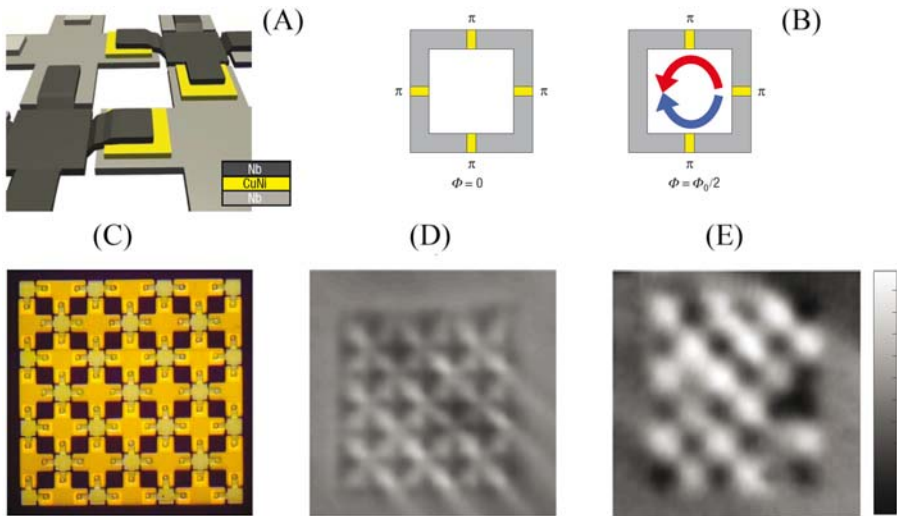 (A)
Nb
CuNi
Nb
π
π π
π
Φ = 0
(B)
π
π
π
Φ = Φ₀/2
(C)
(D)
(E)